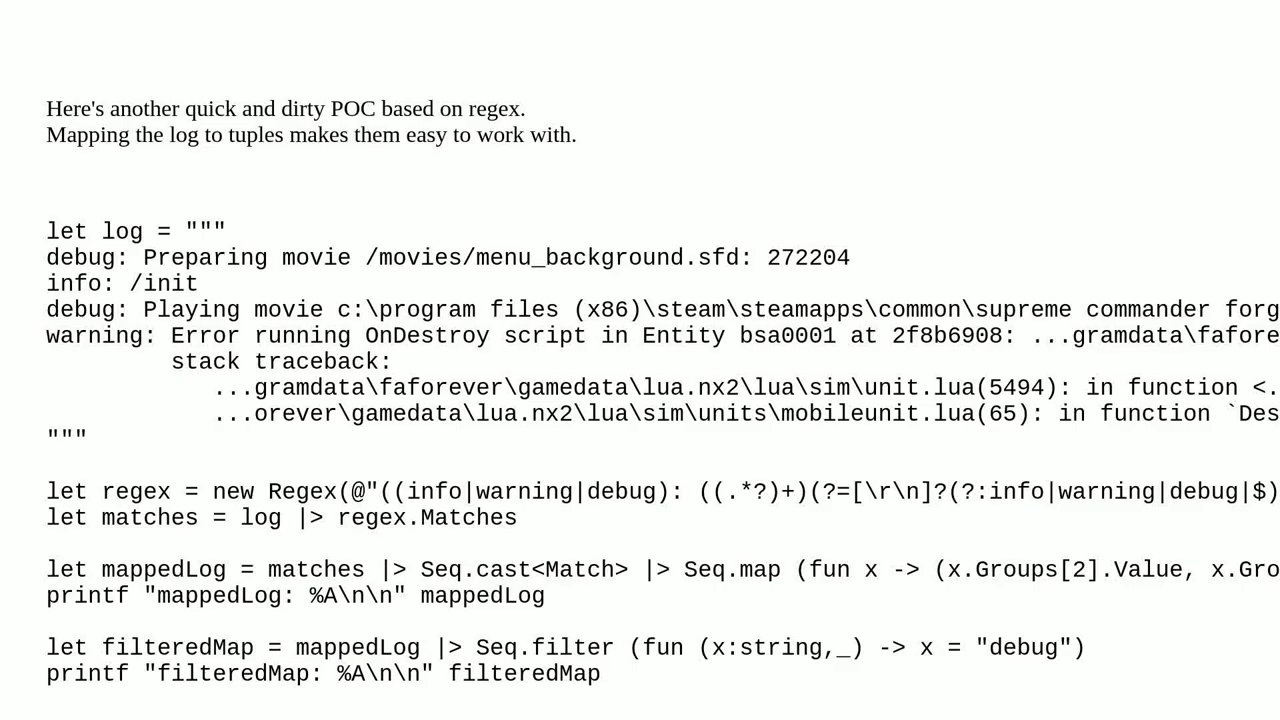 Here's another quick and dirty POC based on regex.
Mapping the log to tuples makes them easy to work with.
let log = """
debug: Preparing movie /movies/menu_background.sfd: 272204
info: /init
debug: Playing movie c:\program files (x86)\steam\steamapps\common\supreme commander forg
warning: Error running OnDestroy script in Entity bsa0001 at 2f8b6908: ...gramdata\fafore
         stack traceback:
            ...gramdata\faforever\gamedata\lua.nx2\lua\sim\unit.lua(5494): in function <.
            ...orever\gamedata\lua.nx2\lua\sim\units\mobileunit.lua(65): in function `Des
"""
let regex = new Regex(@"((info|warning|debug): ((.*?)+)(?=[\r\n]?(?:info|warning|debug|$)
let matches = log |> regex.Matches
let mappedLog = matches |> Seq.cast<Match> |> Seq.map (fun x -> (x.Groups[2].Value, x.Gro
printf "mappedLog: %A\n\n" mappedLog
let filteredMap = mappedLog |> Seq.filter (fun (x:string,_) -> x = "debug")
printf "filteredMap: %A\n\n" filteredMap